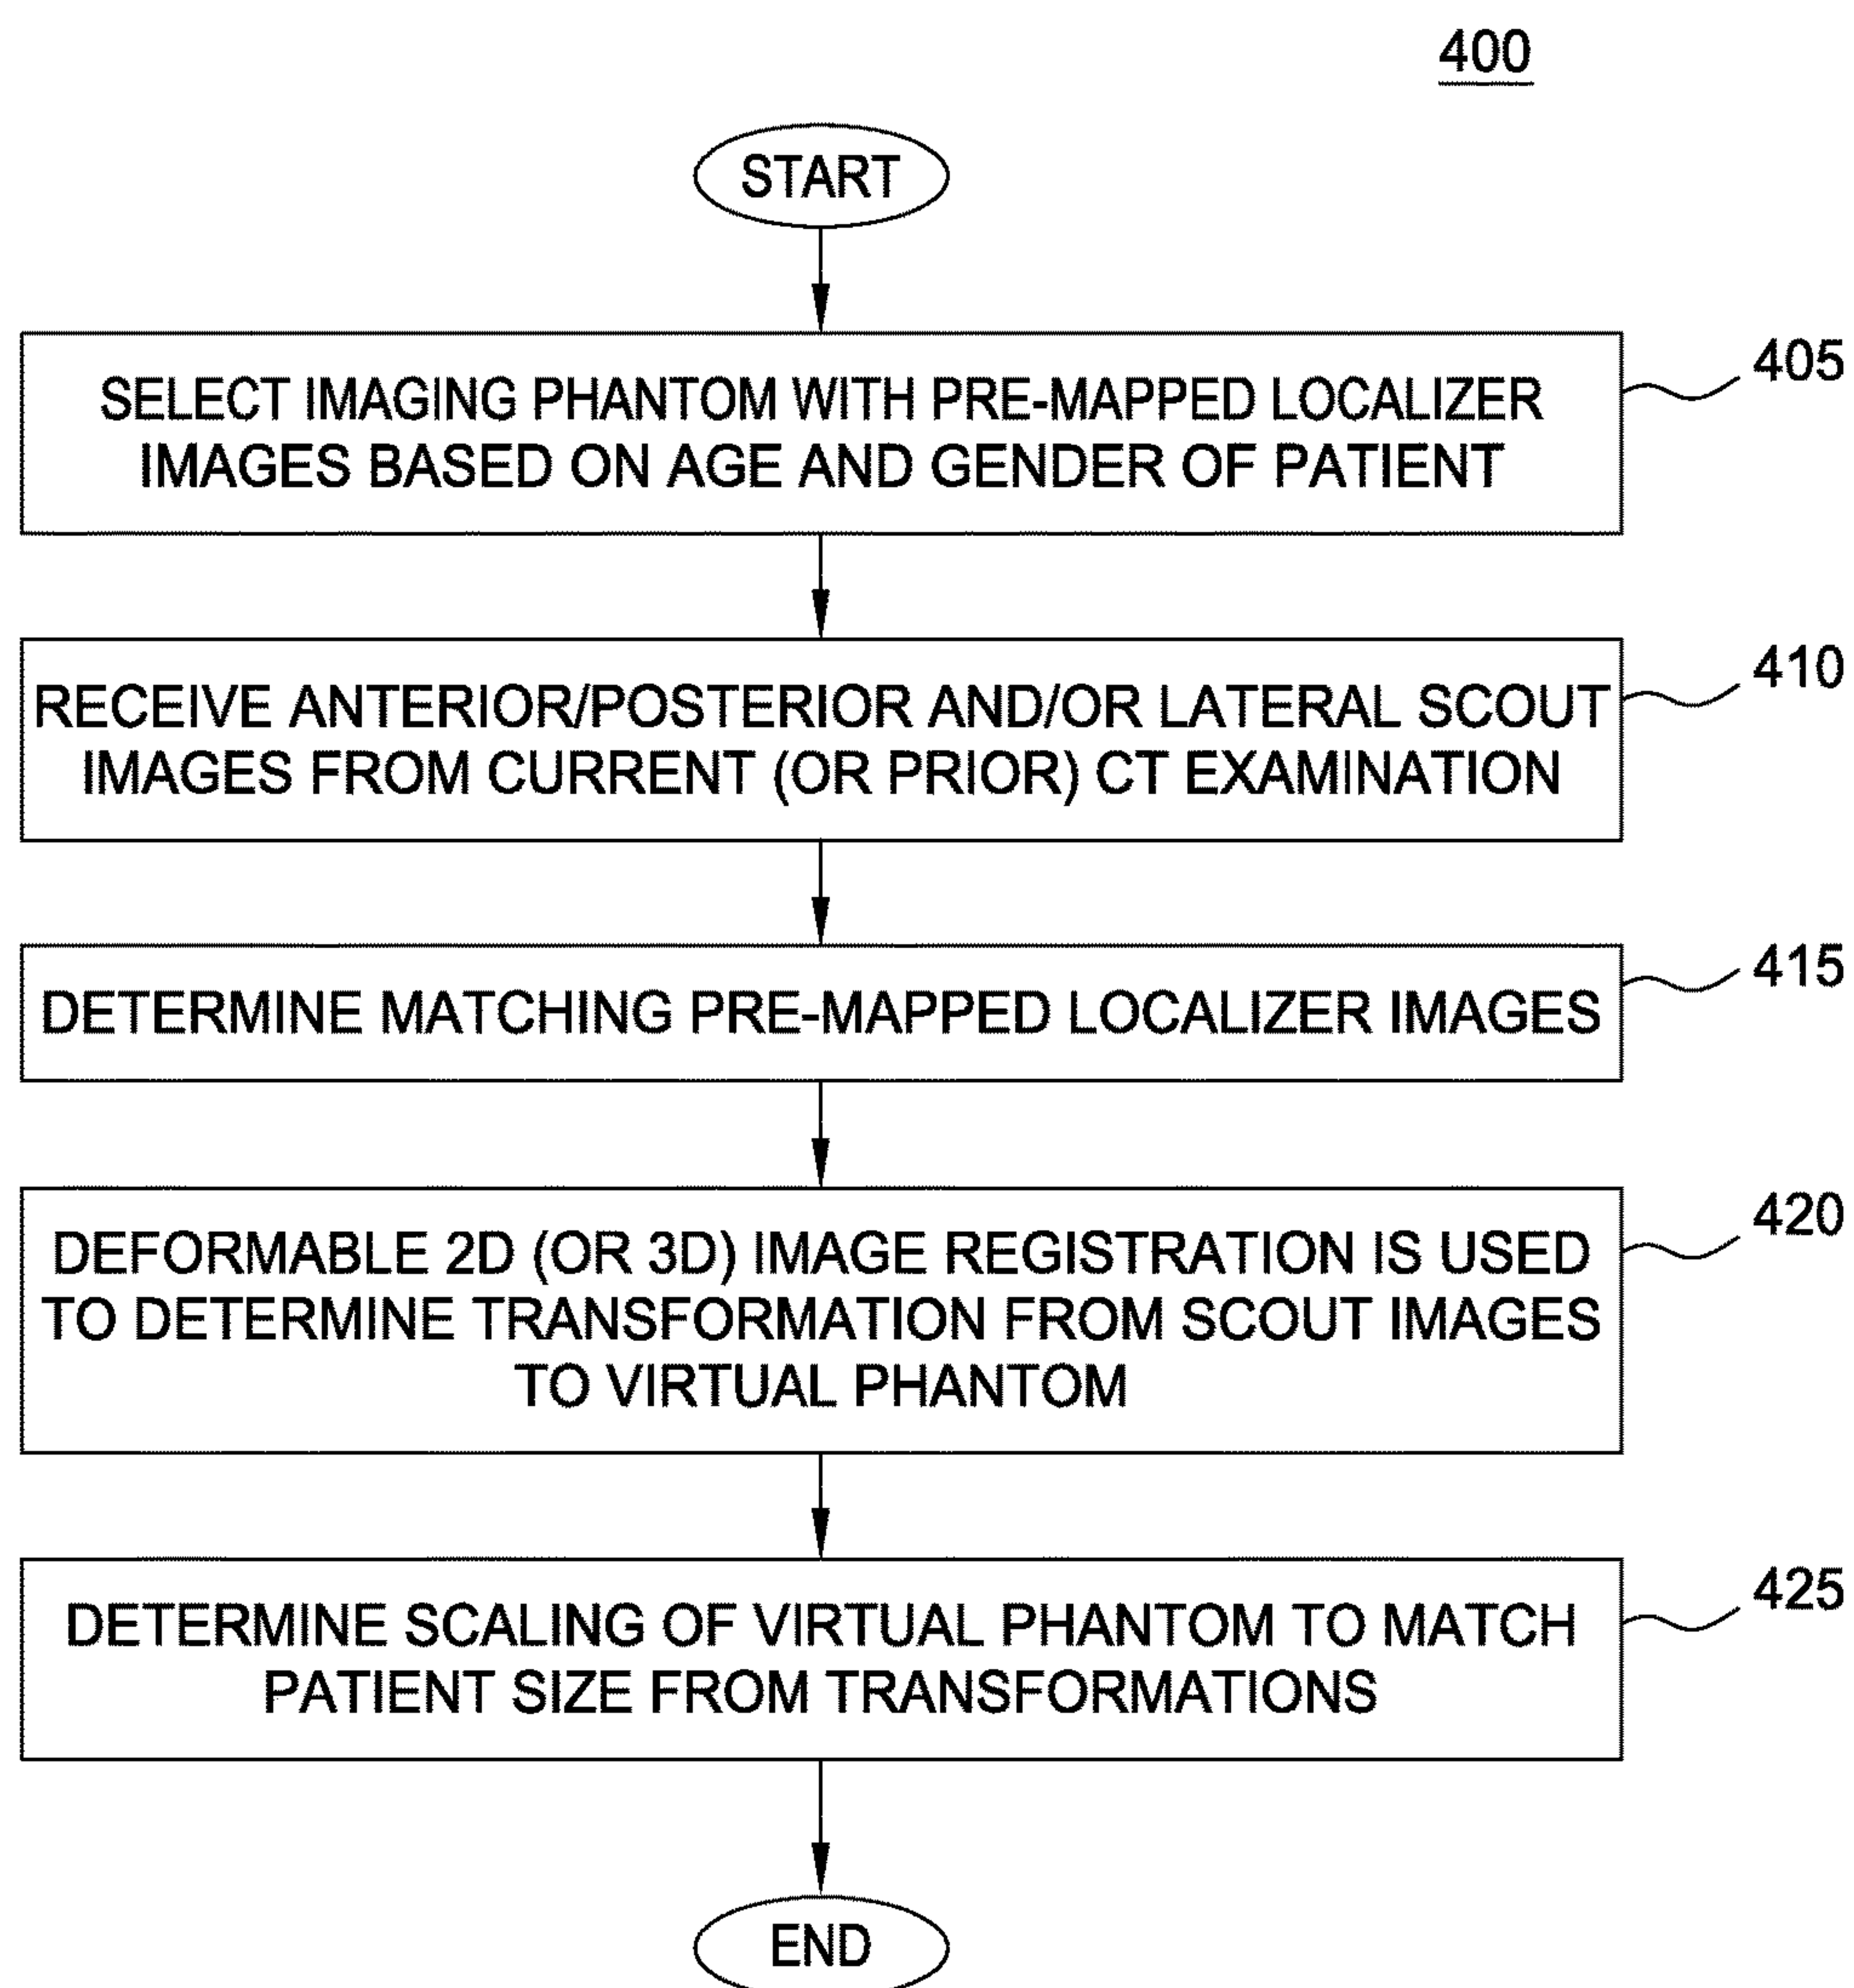 400
START
SELECT IMAGING PHANTOM WITH PRE-MAPPED LOCALIZER
IMAGES BASED ON AGE AND GENDER OF PATIENT
405
RECEIVE ANTERIOR/POSTERIOR AND/OR LATERAL SCOUT
IMAGES FROM CURRENT (OR PRIOR) CT EXAMINATION
410
DETERMINE MATCHING PRE-MAPPED LOCALIZER IMAGES
415
DEFORMABLE 2D (OR 3D) IMAGE REGISTRATION IS USED
TO DETERMINE TRANSFORMATION FROM SCOUT IMAGES
TO VIRTUAL PHANTOM
420
DETERMINE SCALING OF VIRTUAL PHANTOM TO MATCH
PATIENT SIZE FROM TRANSFORMATIONS
425
END